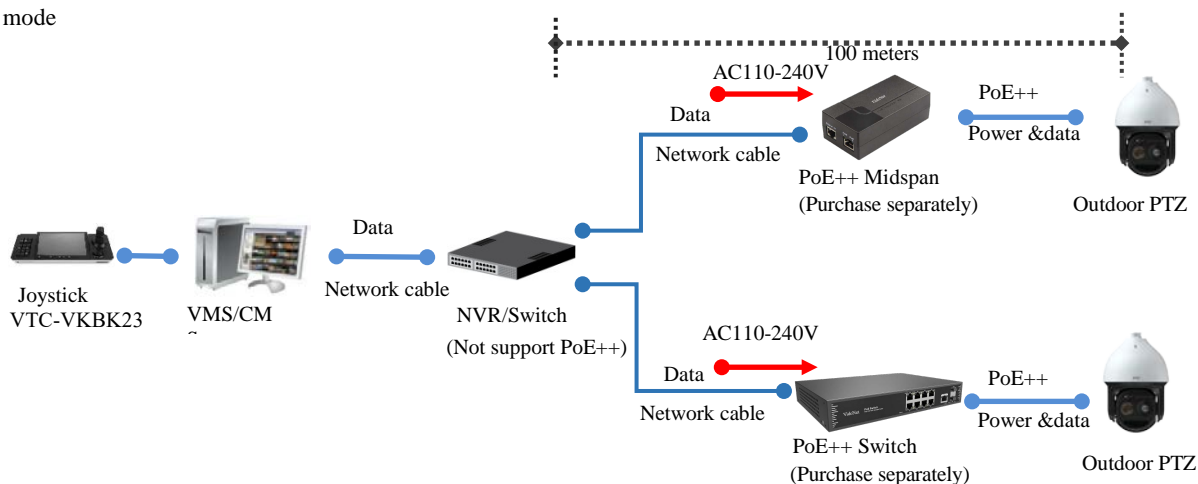 mode
100 meters
AC110-240V
Data
Network cable
PoE++
Power &data
PoE++ Midspan
(Purchase separately)
Outdoor PTZ
Data
Network cable
Joystick
VTC-VKBK23
VMS/CM
NVR/Switch
(Not support PoE++)
AC110-240V
Data
Network cable
PoE++
Power &data
PoE++ Switch
(Purchase separately)
Outdoor PTZ